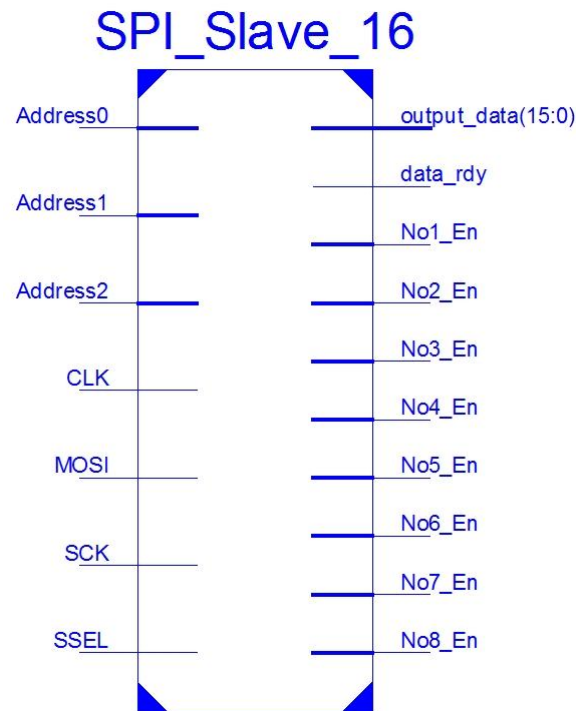 SPI_Slave_16
Address0
Address1
Address2
CLK
MOSI
SCK
SSEL
output_data(15:0)
data_rdy
No1_En
No2_En
No3_En
No4_En
No5_En
No6_En
No7_En
No8_En